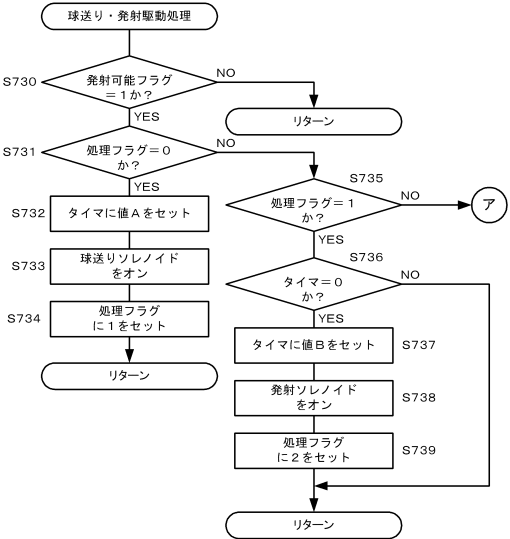 球送り・発射駆動処理
S730
発射可能フラグ
＝１か？
NO
YES
リターン
S731
処理フラグ＝０
か？
NO
YES
S732
タイマに値Ａをセット
S733
球送りソレノイド
をオン
S734
処理フラグ
に１をセット
リターン
S735
処理フラグ＝１
か？
NO
ア
YES
S736
タイマ＝０
か？
NO
YES
タイマに値Ｂをセット
S737
発射ソレノイド
をオン
S738
処理フラグ
に２をセット
S739
リターン